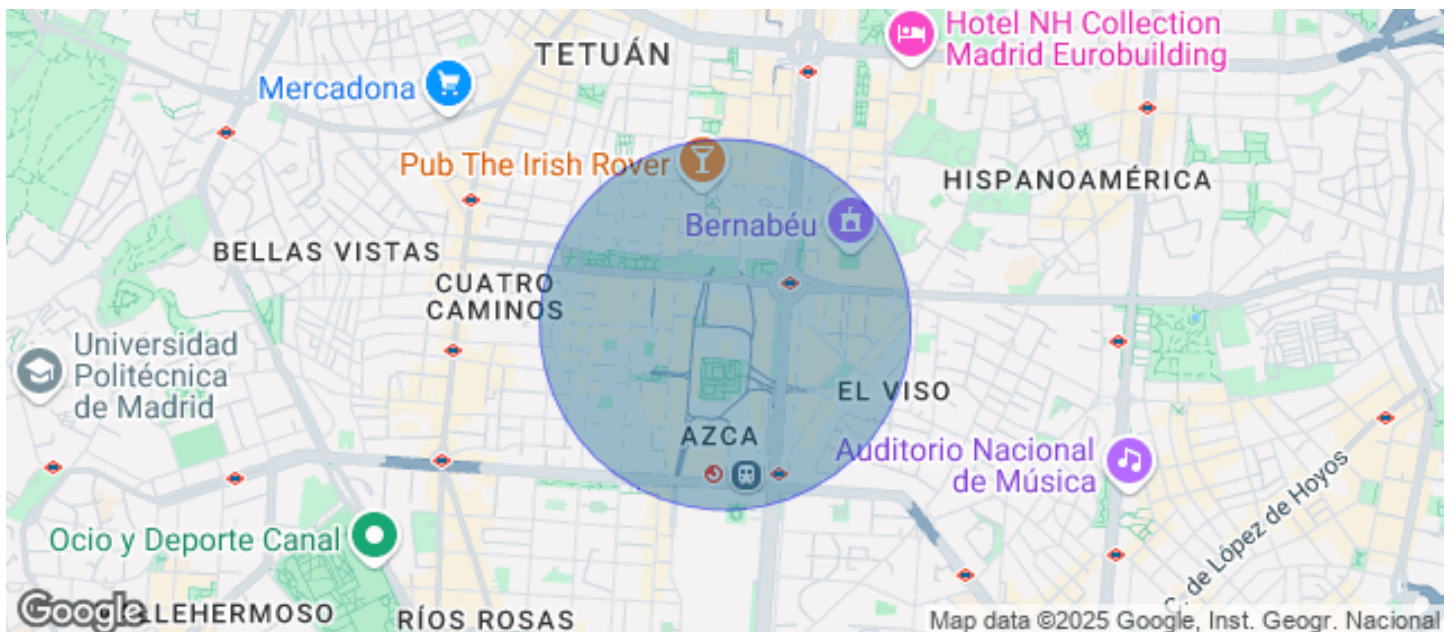 Hotel NH Collection
Madrid Eurobuilding
TETUÁN
Mercadona
Pub The Irish Rover
HISPANOAMÉRICA
Bernabéu
BELLAS VISTAS
CUATRO
CAMINOS
Universidad
Politécnica
de Madrid
EL VISO
AZCA
Auditorio Nacional
de Música
C. de López de Hoyos
Ocio y Deporte Canal
Google
RÍOS ROSAS
Map data ©2025 Google, Inst. Geogr. Nacional